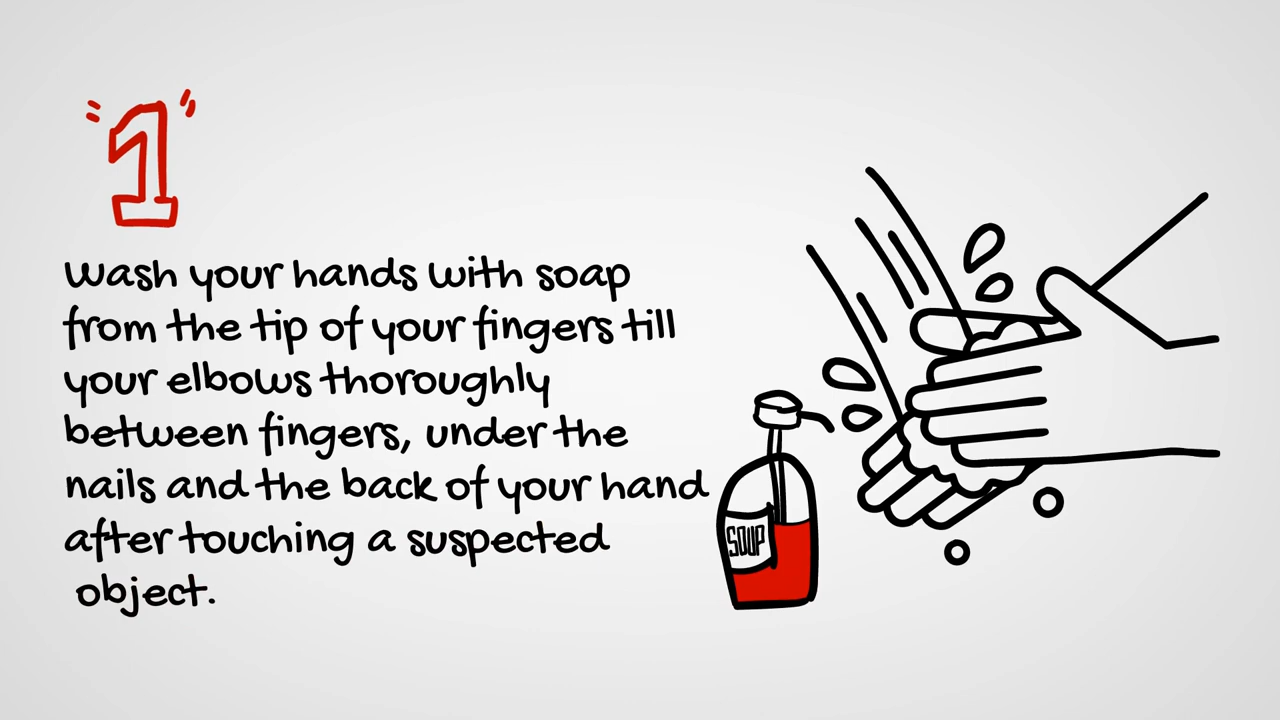 1
Wash your hands with soap
from the tip of your fingers till
your elbows thoroughly
between fingers, under the
nails and the back of your hand
after touching a suspected
object.
SOUP